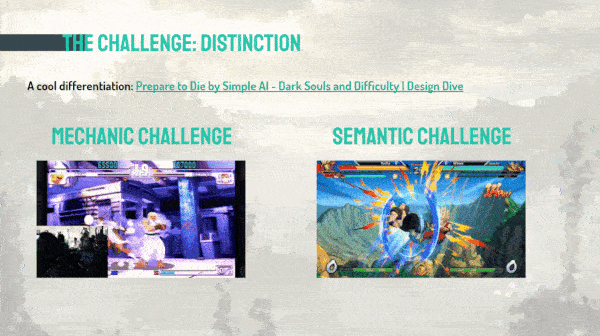 THE CHALLENGE: DISTINCTION
A cool differentiation: Prepare to Die by Simple AI - Dark Souls and Difficulty | Design Dive
MECHANIC CHALLENGE
SEMANTIC CHALLENGE